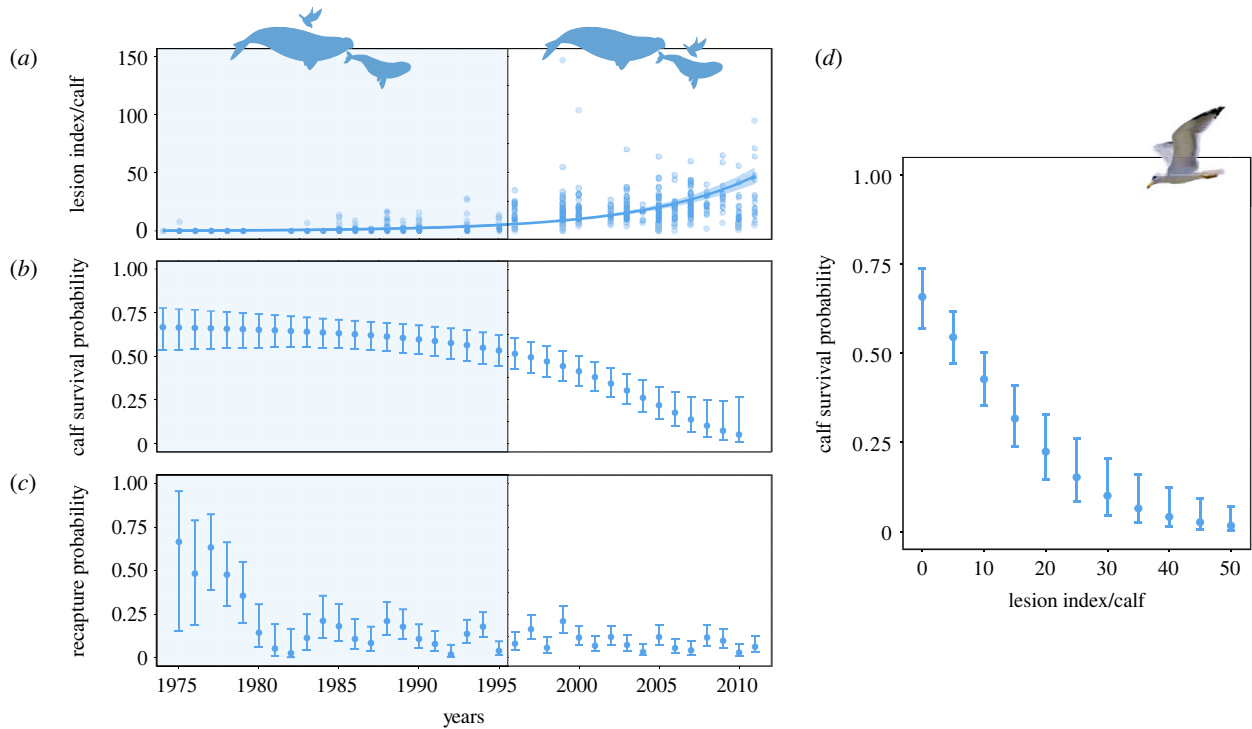 (a)
150
100
50
0
lesion index/calf
(b)
1.00
0.75
0.50
0.25
0
calf survival probability
(c)
1.00
0.75
0.50
0.25
0
recapture probability
1975 1980 1985 1990 1995 2000 2005 2010
years
(d)
1.00
0.75
0.50
0.25
0
calf survival probability
0 10 20 30 40 50
lesion index/calf